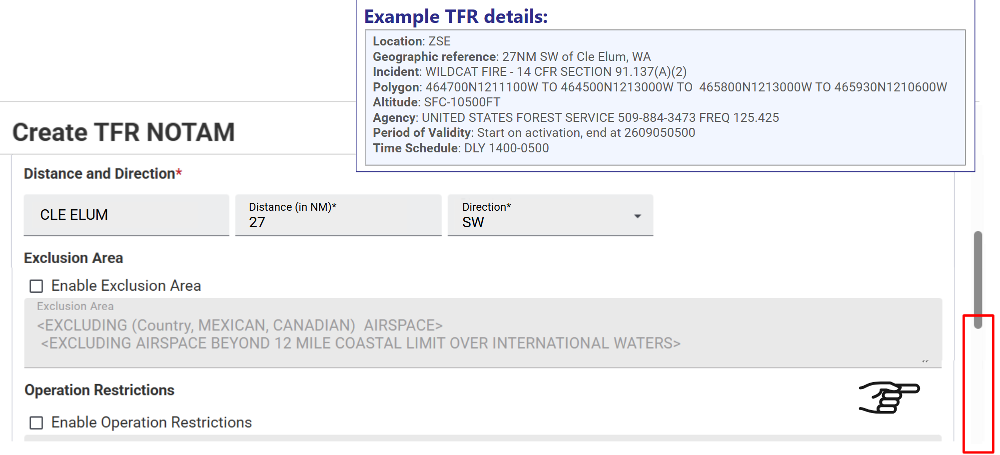 Example TFR details:
Location: ZSE
Geographic reference: 27NM SW of Cle Elum, WA
Incident: WILDCAT FIRE - 14 CFR SECTION 91.137(A)(2)
Polygon: 464700N1211100W TO 464500N1213000W TO  465800N1213000W TO 465930N1210600W
Altitude: SFC-10500FT
Agency: UNITED STATES FOREST SERVICE 509-884-3473 FREQ 125.425
Period of Validity: Start on activation, end at 2609050500
Time Schedule: DLY 1400-0500
Create TFR NOTAM
Distance and Direction*
CLE ELUM
Distance (in NM)*
27
Direction*
SW
Exclusion Area
Enable Exclusion Area
Exclusion Area
<EXCLUDING (Country, MEXICAN, CANADIAN)  AIRSPACE>
<EXCLUDING AIRSPACE BEYOND 12 MILE COASTAL LIMIT OVER INTERNATIONAL WATERS>
Operation Restrictions
Enable Operation Restrictions